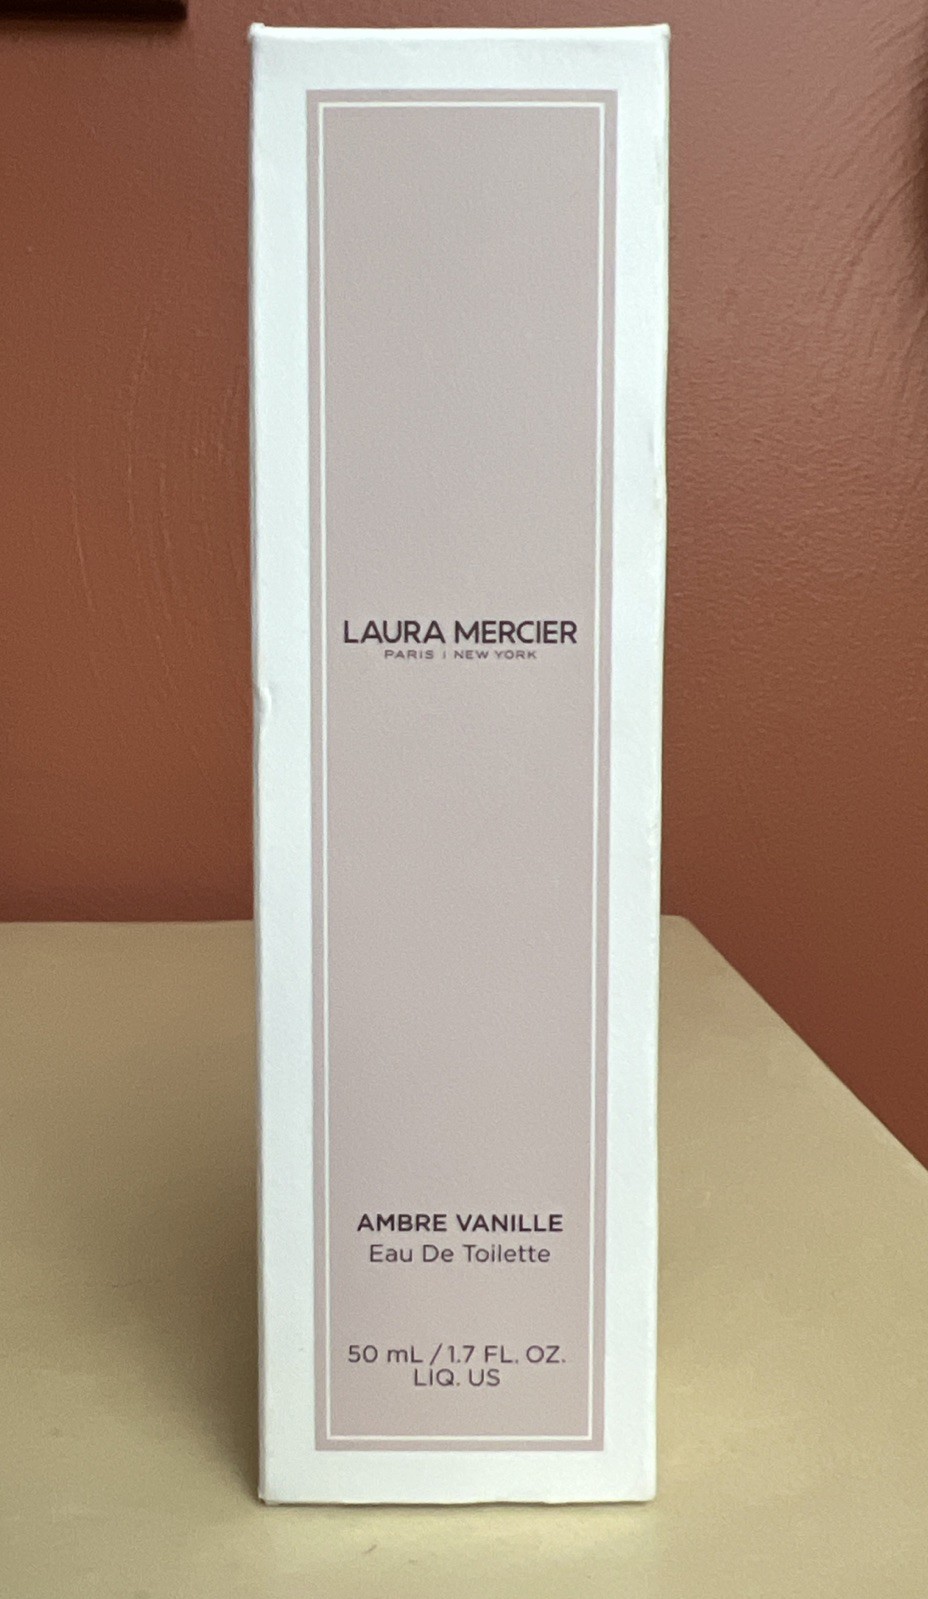 LAURA MERCIER
PARIS | NEW YORK
AMBRE VANILLE
Eau De Toilette
50 mL / 1.7 FL. OZ.
LIQ. US